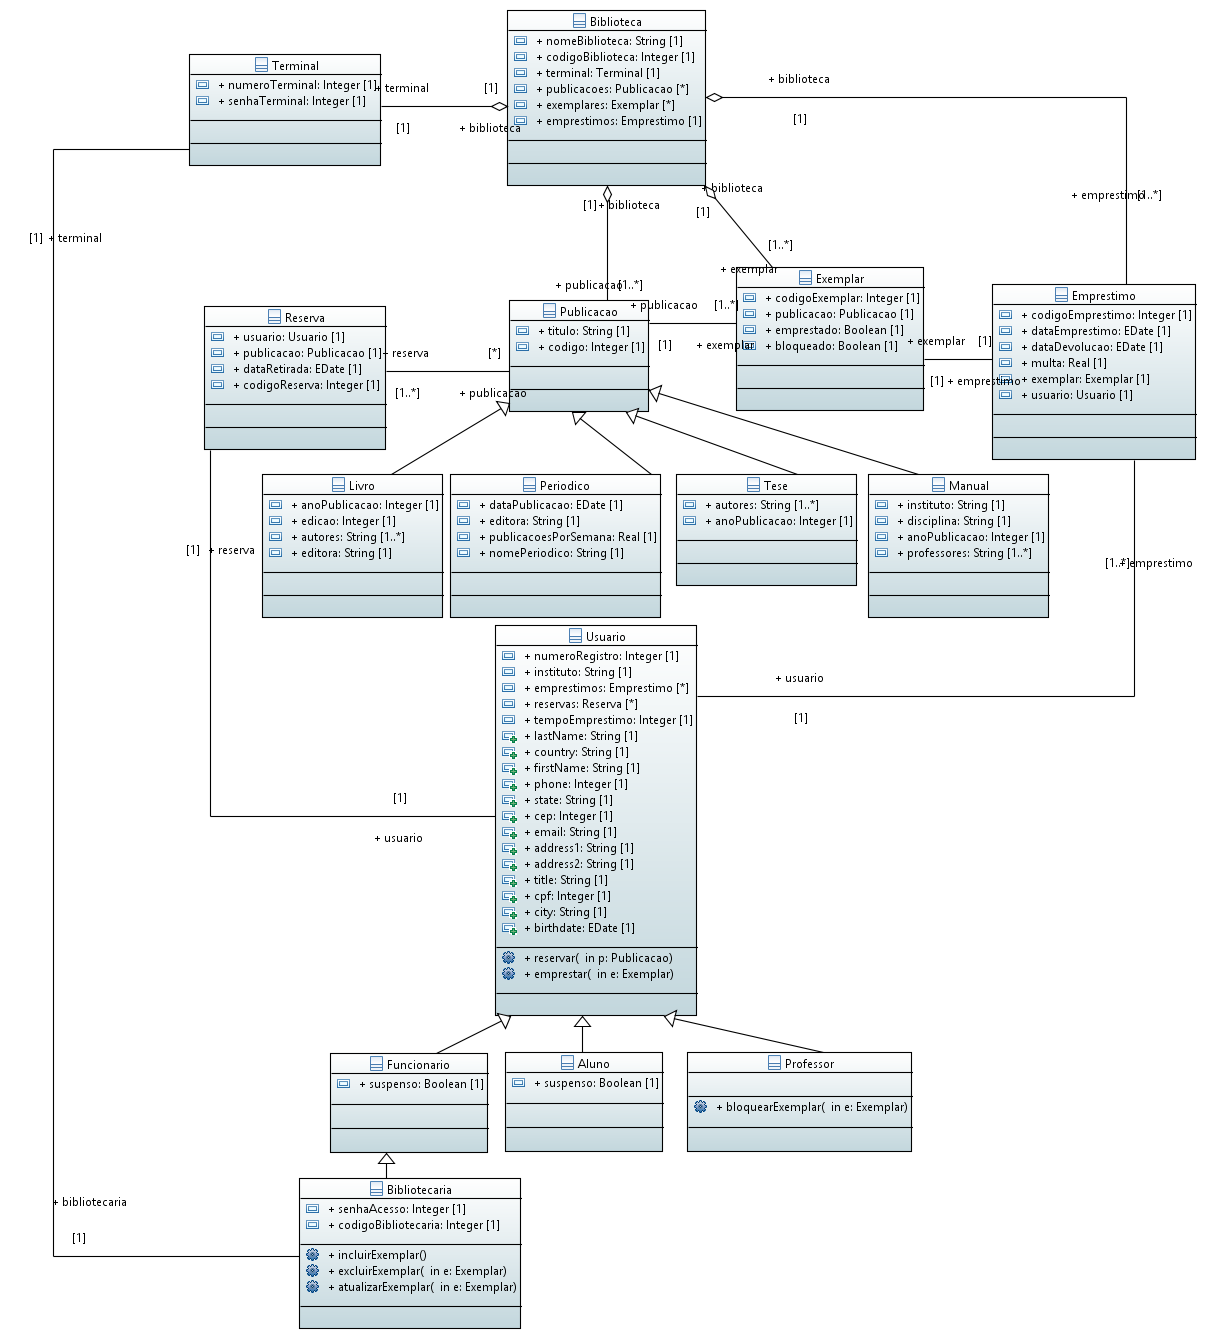 Biblioteca
+ nomeBiblioteca: String [1]
+ codigoBiblioteca: Integer [1]
+ terminal: Terminal [1]
+ publicacoes: Publicacao [*]
+ exemplares: Exemplar [*]
+ emprestimos: Emprestimo [1]
Terminal
+ numeroTerminal: Integer [1]
+ senhaTerminal: Integer [1]
+ terminal
[1]
[1]
+ biblioteca
+ biblioteca
[1]
+ emprestimo
[1..*]
[1]
+ biblioteca
+ biblioteca
[1]
[1] + terminal
[1..*]
+ exemplar
+ publicacao
[1..*]
Exemplar
+ codigoExemplar: Integer [1]
+ publicacao: Publicacao [1]
+ emprestado: Boolean [1]
+ bloqueado: Boolean [1]
Emprestimo
+ codigoEmprestimo: Integer [1]
+ dataEmprestimo: EDate [1]
+ dataDevolucao: EDate [1]
+ multa: Real [1]
+ exemplar: Exemplar [1]
+ usuario: Usuario [1]
Publicacao
+ titulo: String [1]
+ codigo: Integer [1]
+ publicacao
[1..*]
[1]
+ exemplar
+ exemplar
[1]
[1] + emprestimo
Reserva
+ usuario: Usuario [1]
+ publicacao: Publicacao [1]
+ dataRetirada: EDate [1]
+ codigoReserva: Integer [1]
+ reserva
[*]
[1..*]
+ publicacao
Livro
+ anoPublicacao: Integer [1]
+ edicao: Integer [1]
+ autores: String [1..*]
+ editora: String [1]
Periodico
+ dataPublicacao: EDate [1]
+ editora: String [1]
+ publicacoesPorSemana: Real [1]
+ nomePeriodico: String [1]
Tese
+ autores: String [1..*]
+ anoPublicacao: Integer [1]
Manual
+ instituto: String [1]
+ disciplina: String [1]
+ anoPublicacao: Integer [1]
+ professores: String [1..*]
[1]
+ reserva
[1..*]
+ emprestimo
Usuario
+ numeroRegistro: Integer [1]
+ instituto: String [1]
+ emprestimos: Emprestimo [*]
+ reservas: Reserva [*]
+ tempoEmprestimo: Integer [1]
+ lastName: String [1]
+ country: String [1]
+ firstName: String [1]
+ phone: Integer [1]
+ state: String [1]
+ cep: Integer [1]
+ email: String [1]
+ address1: String [1]
+ address2: String [1]
+ title: String [1]
+ cpf: Integer [1]
+ city: String [1]
+ birthdate: EDate [1]
+ reservar( in p: Publicacao)
+ emprestar( in e: Exemplar)
+ usuario
[1]
[1]
+ usuario
Funcionario
+ suspenso: Boolean [1]
Aluno
+ suspenso: Boolean [1]
Professor
+ bloquearExemplar( in e: Exemplar)
+ bibliotecaria
[1]
Bibliotecaria
+ senhaAcesso: Integer [1]
+ codigoBibliotecaria: Integer [1]
+ incluirExemplar()
+ excluirExemplar( in e: Exemplar)
+ atualizarExemplar( in e: Exemplar)